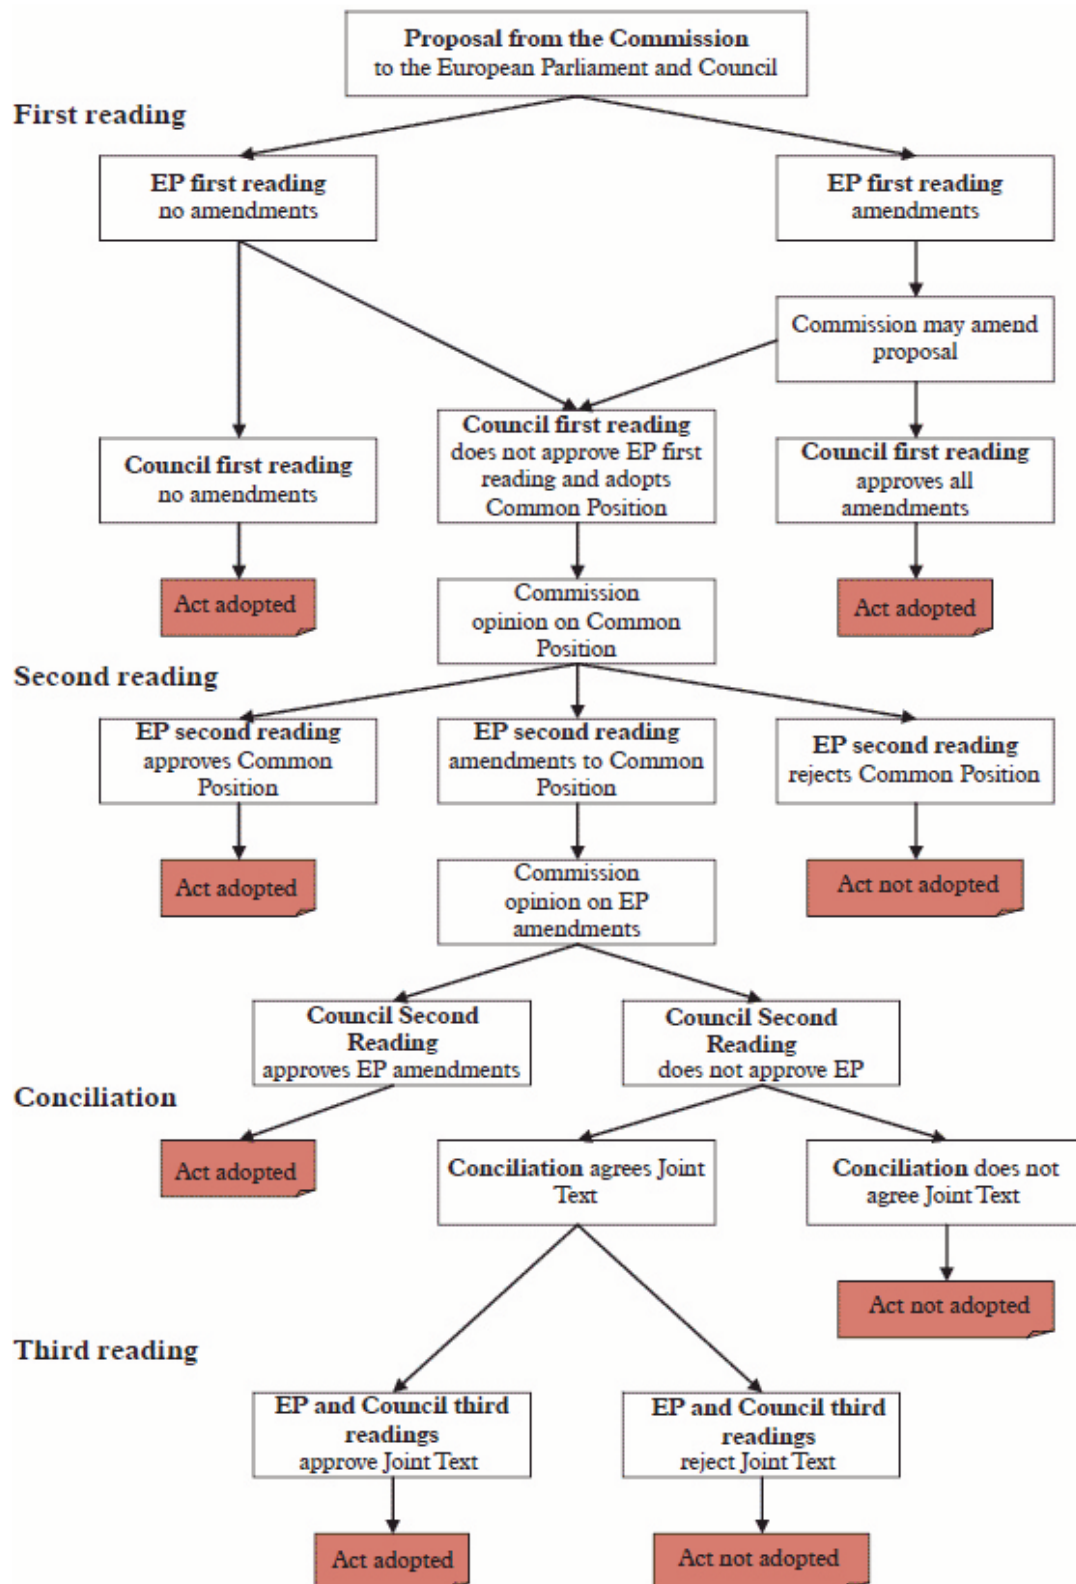 Proposal from the Commission
to the European Parliament and Council
First reading
EP first reading
no amendments
EP first reading
amendments
Commission may amend
proposal
Council first reading
no amendments
Council first reading
does not approve EP first
reading and adopts
Common Position
Council first reading
approves all
amendments
Act adopted
Commission
opinion on Common
Position
Act adopted
Second reading
EP second reading
approves Common
Position
EP second reading
amendments to Common
Position
EP second reading
rejects Common Position
Act adopted
Commission
opinion on EP
amendments
Act not adopted
Council Second
Reading
approves EP amendments
Council Second
Reading
does not approve EP
Conciliation
Act adopted
Conciliation agrees Joint
Text
Conciliation does not
agree Joint Text
Act not adopted
Third reading
EP and Council third
readings
approve Joint Text
EP and Council third
readings
reject Joint Text
Act adopted
Act not adopted